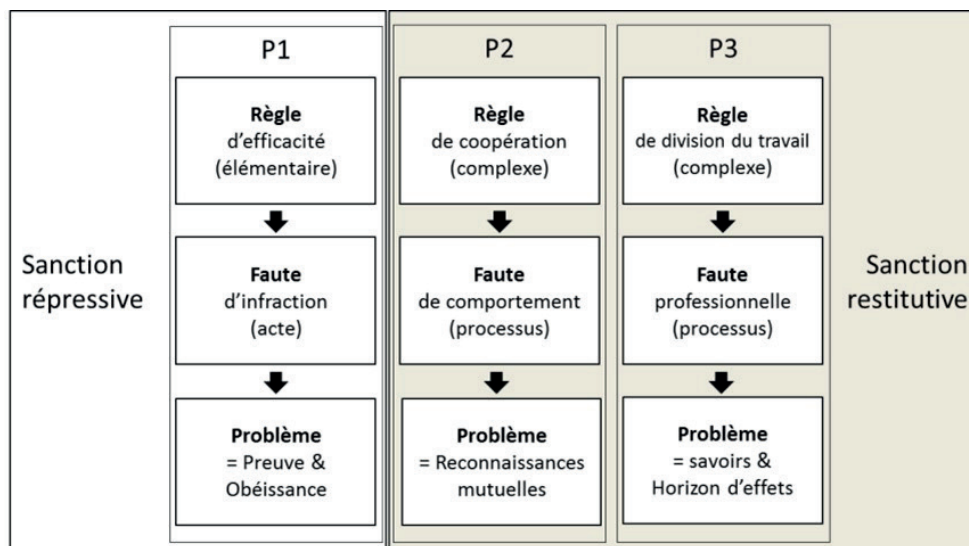 Sanction
répressive
P1
Règle
d'efficacité
(élémentaire)
Faute
d'infraction
(acte)
Problème
= Preuve &
Obéissance
P2
Règle
de coopération
(complexe)
Faute
de comportement
(processus)
Problème
= Reconnaissances
mutuelles
P3
Règle
de division du travail
(complexe)
Faute
professionnelle
(processus)
Problème
= savoirs &
Horizon d'effets
Sanction
restitutive